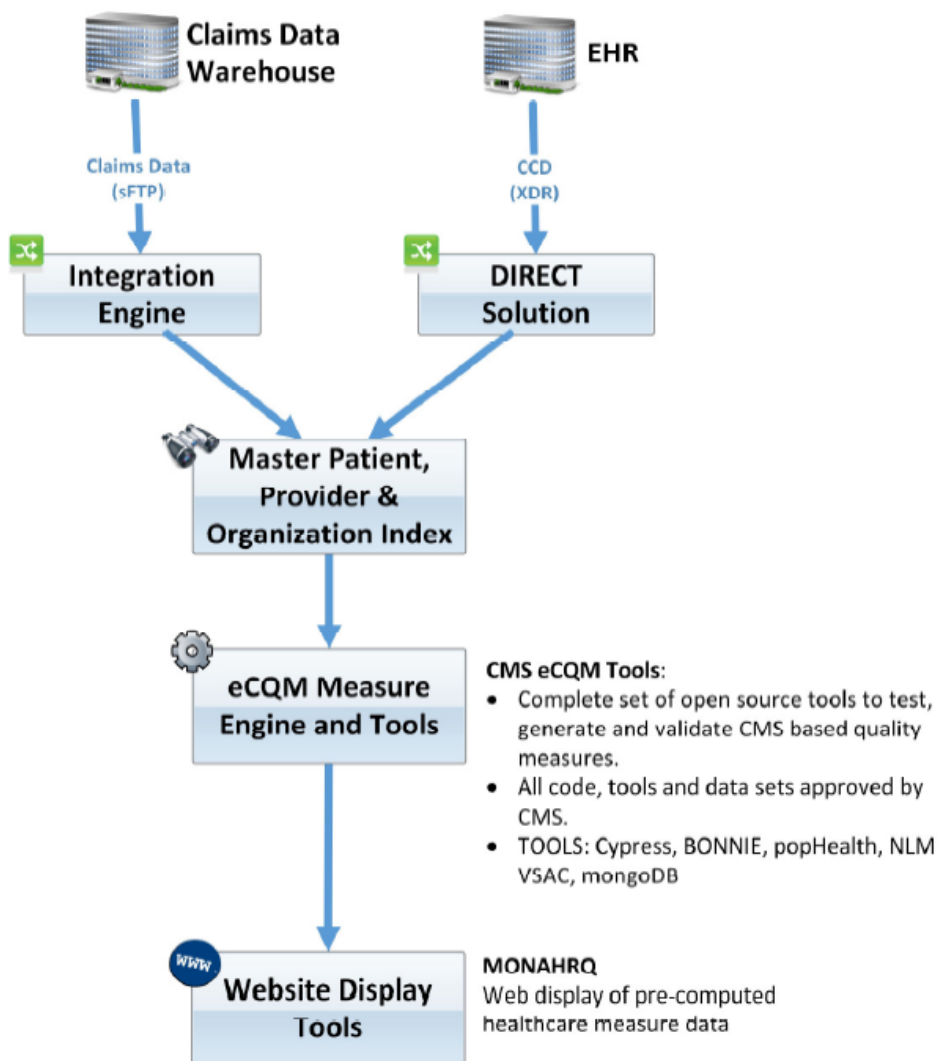 Claims Data
Warehouse
EHR
Claims Data
(sFTP)
CCD
(XDR)
Integration
Engine
DIRECT
Solution
Master Patient,
Provider &
Organization Index
eCQM Measure
Engine and Tools
CMS eCQM Tools:
• Complete set of open source tools to test,
generate and validate CMS based quality
measures.
• All code, tools and data sets approved by
CMS.
• TOOLS: Cypress, BONNIE, popHealth, NLM
VSAC, mongoDB
www.
Website Display
Tools
MONAHRQ
Web display of pre-computed
healthcare measure data